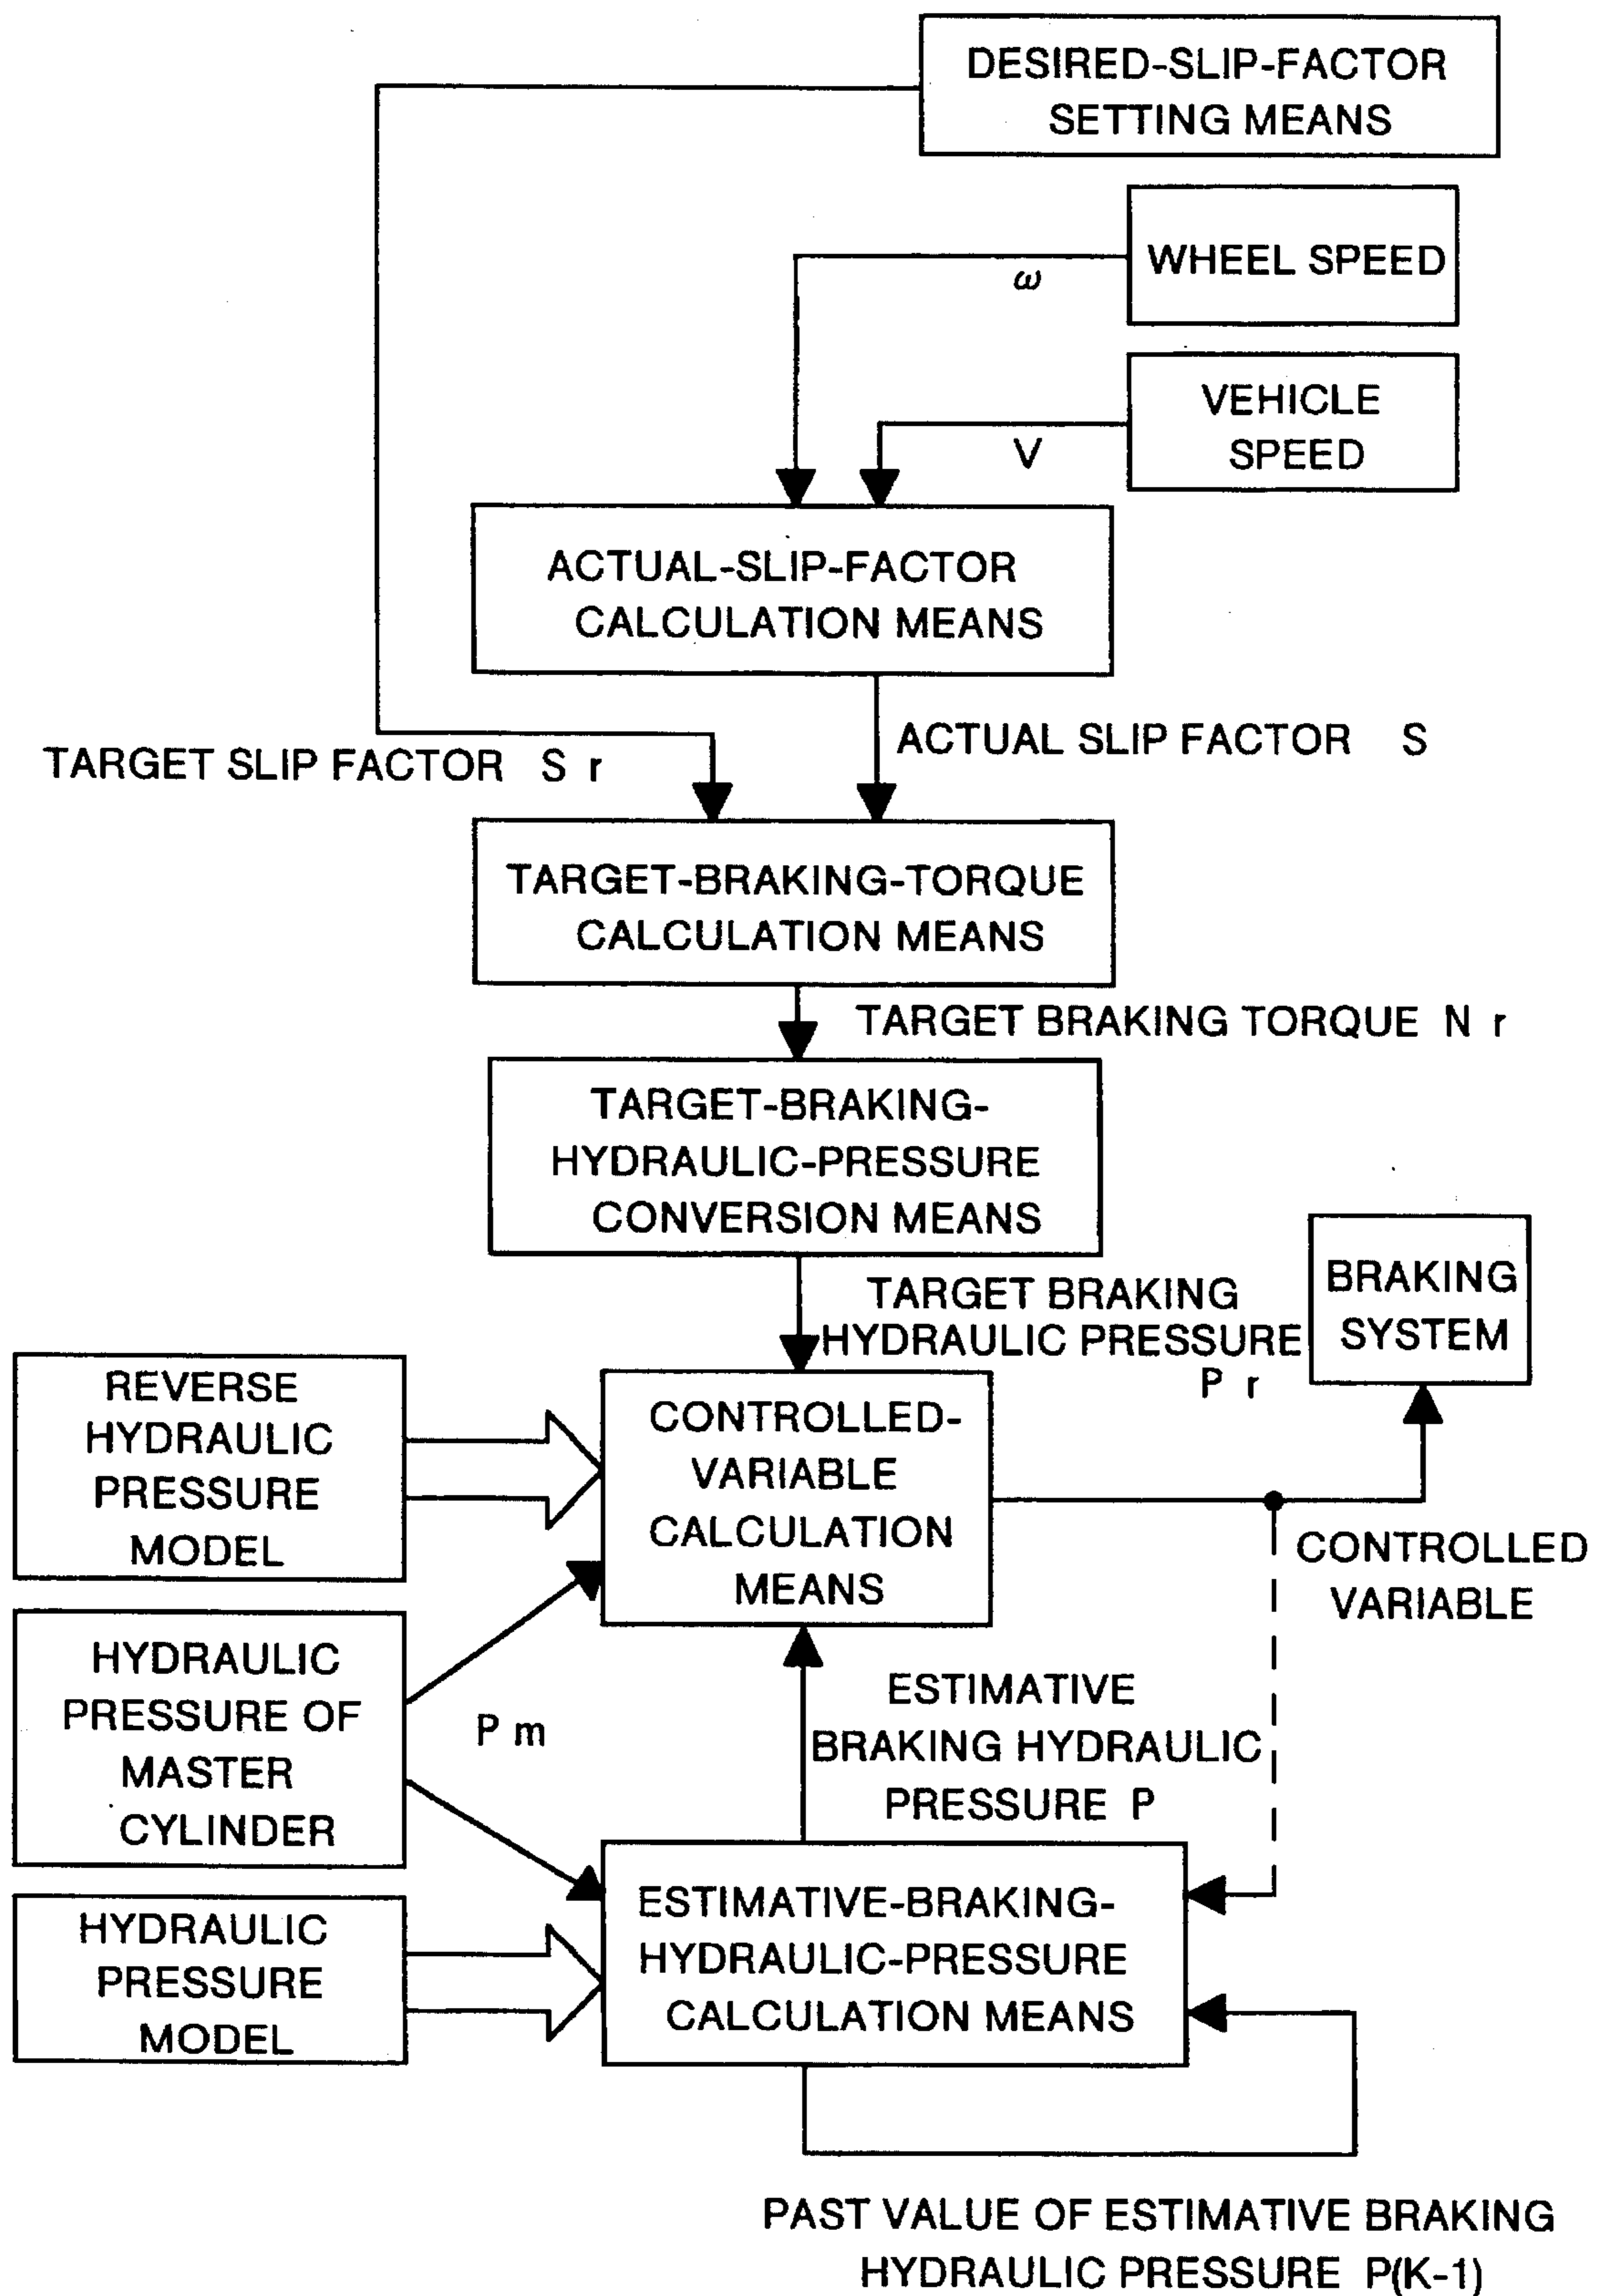 DESIRED-SLIP-FACTOR
SETTING MEANS
WHEEL SPEED
ω
VEHICLE
SPEED
V
ACTUAL-SLIP-FACTOR
CALCULATION MEANS
ACTUAL SLIP FACTOR S
TARGET SLIP FACTOR S r
TARGET-BRAKING-TORQUE
CALCULATION MEANS
TARGET BRAKING TORQUE N r
TARGET-BRAKING-
HYDRAULIC-PRESSURE
CONVERSION MEANS
TARGET BRAKING
HYDRAULIC PRESSURE
P r
BRAKING
SYSTEM
REVERSE
HYDRAULIC
PRESSURE
MODEL
CONTROLLED-
VARIABLE
CALCULATION
MEANS
CONTROLLED
VARIABLE
HYDRAULIC
PRESSURE OF
MASTER
CYLINDER
P m
ESTIMATIVE
BRAKING HYDRAULIC
PRESSURE P
HYDRAULIC
PRESSURE
MODEL
ESTIMATIVE-BRAKING-
HYDRAULIC-PRESSURE
CALCULATION MEANS
PAST VALUE OF ESTIMATIVE BRAKING
HYDRAULIC PRESSURE P(K-1)